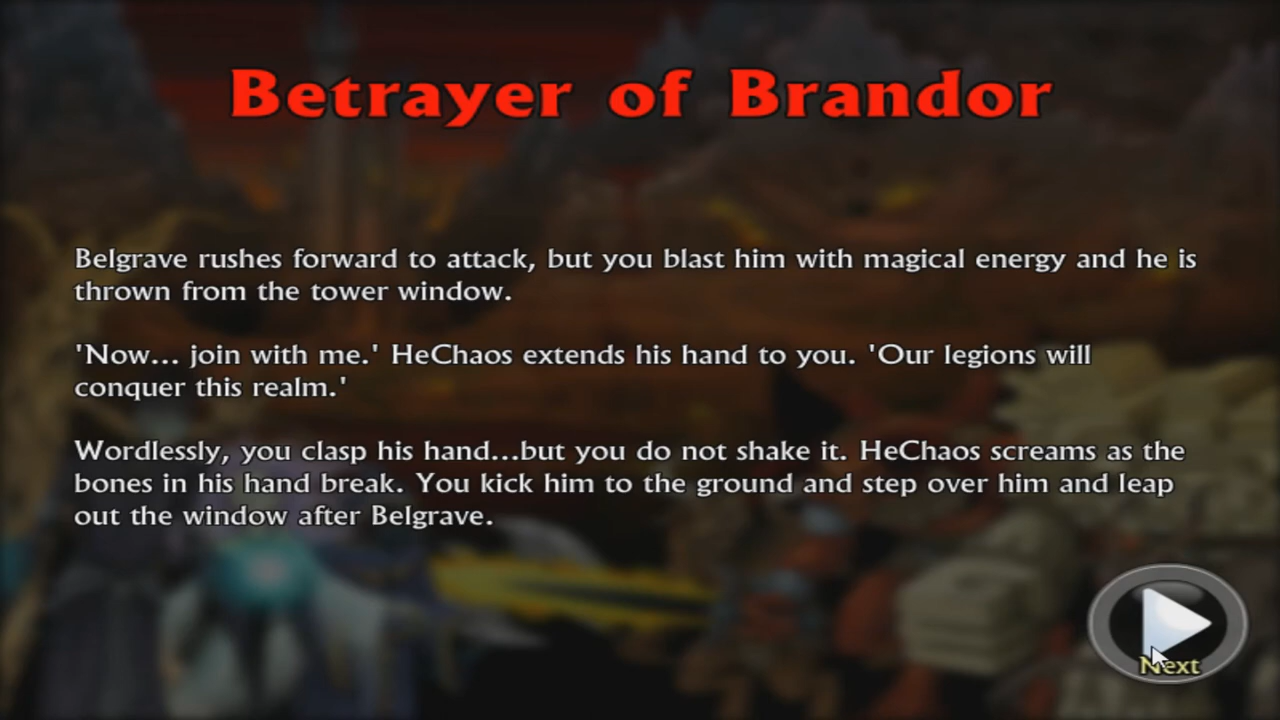 Betrayer of Brandor
Belgrave rushes forward to attack, but you blast him with magical energy and he is
thrown from the tower window.
'Now... join with me.' HeChaos extends his hand to you. 'Our legions will
conquer this realm.'
Wordlessly, you clasp his hand...but you do not shake it. HeChaos screams as the
bones in his hand break. You kick him to the ground and step over him and leap
out the window after Belgrave.
Next